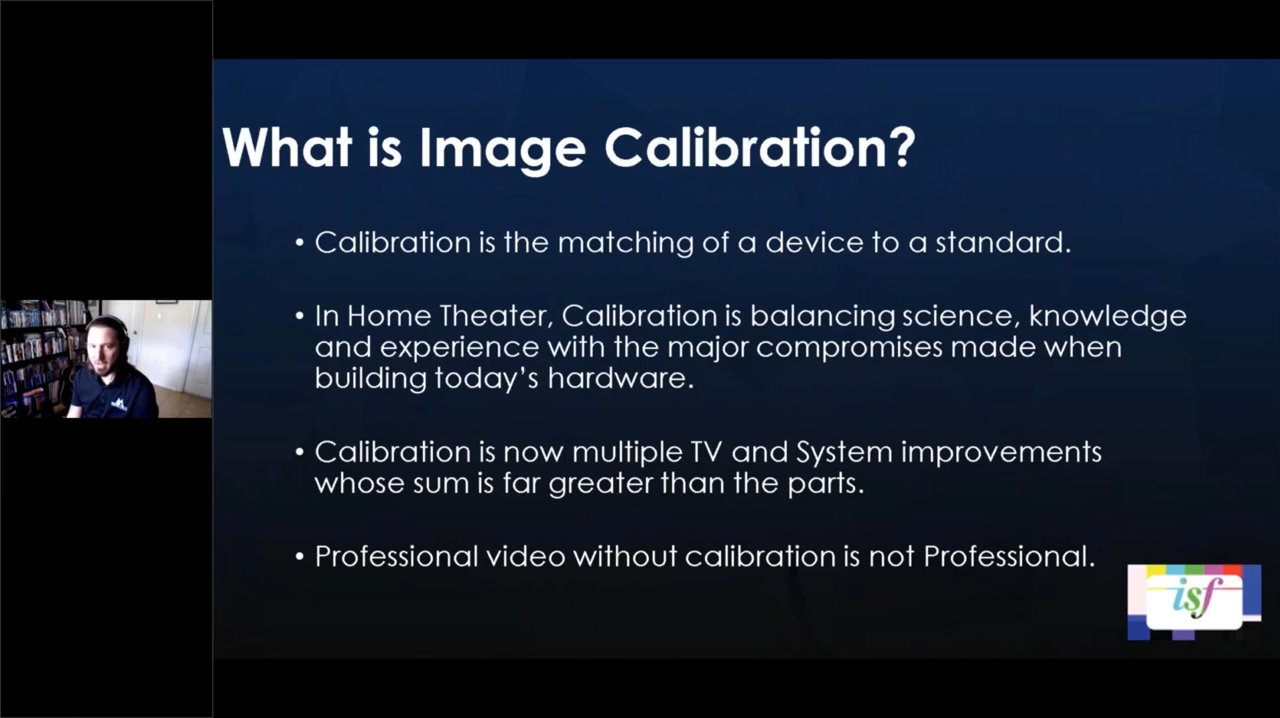 What is Image Calibration?
• Calibration is the matching of a device to a standard.
• In Home Theater, Calibration is balancing science, knowledge
and experience with the major compromises made when
building today's hardware.
• Calibration is now multiple TV and System improvements
whose sum is far greater than the parts.
• Professional video without calibration is not Professional.
isf